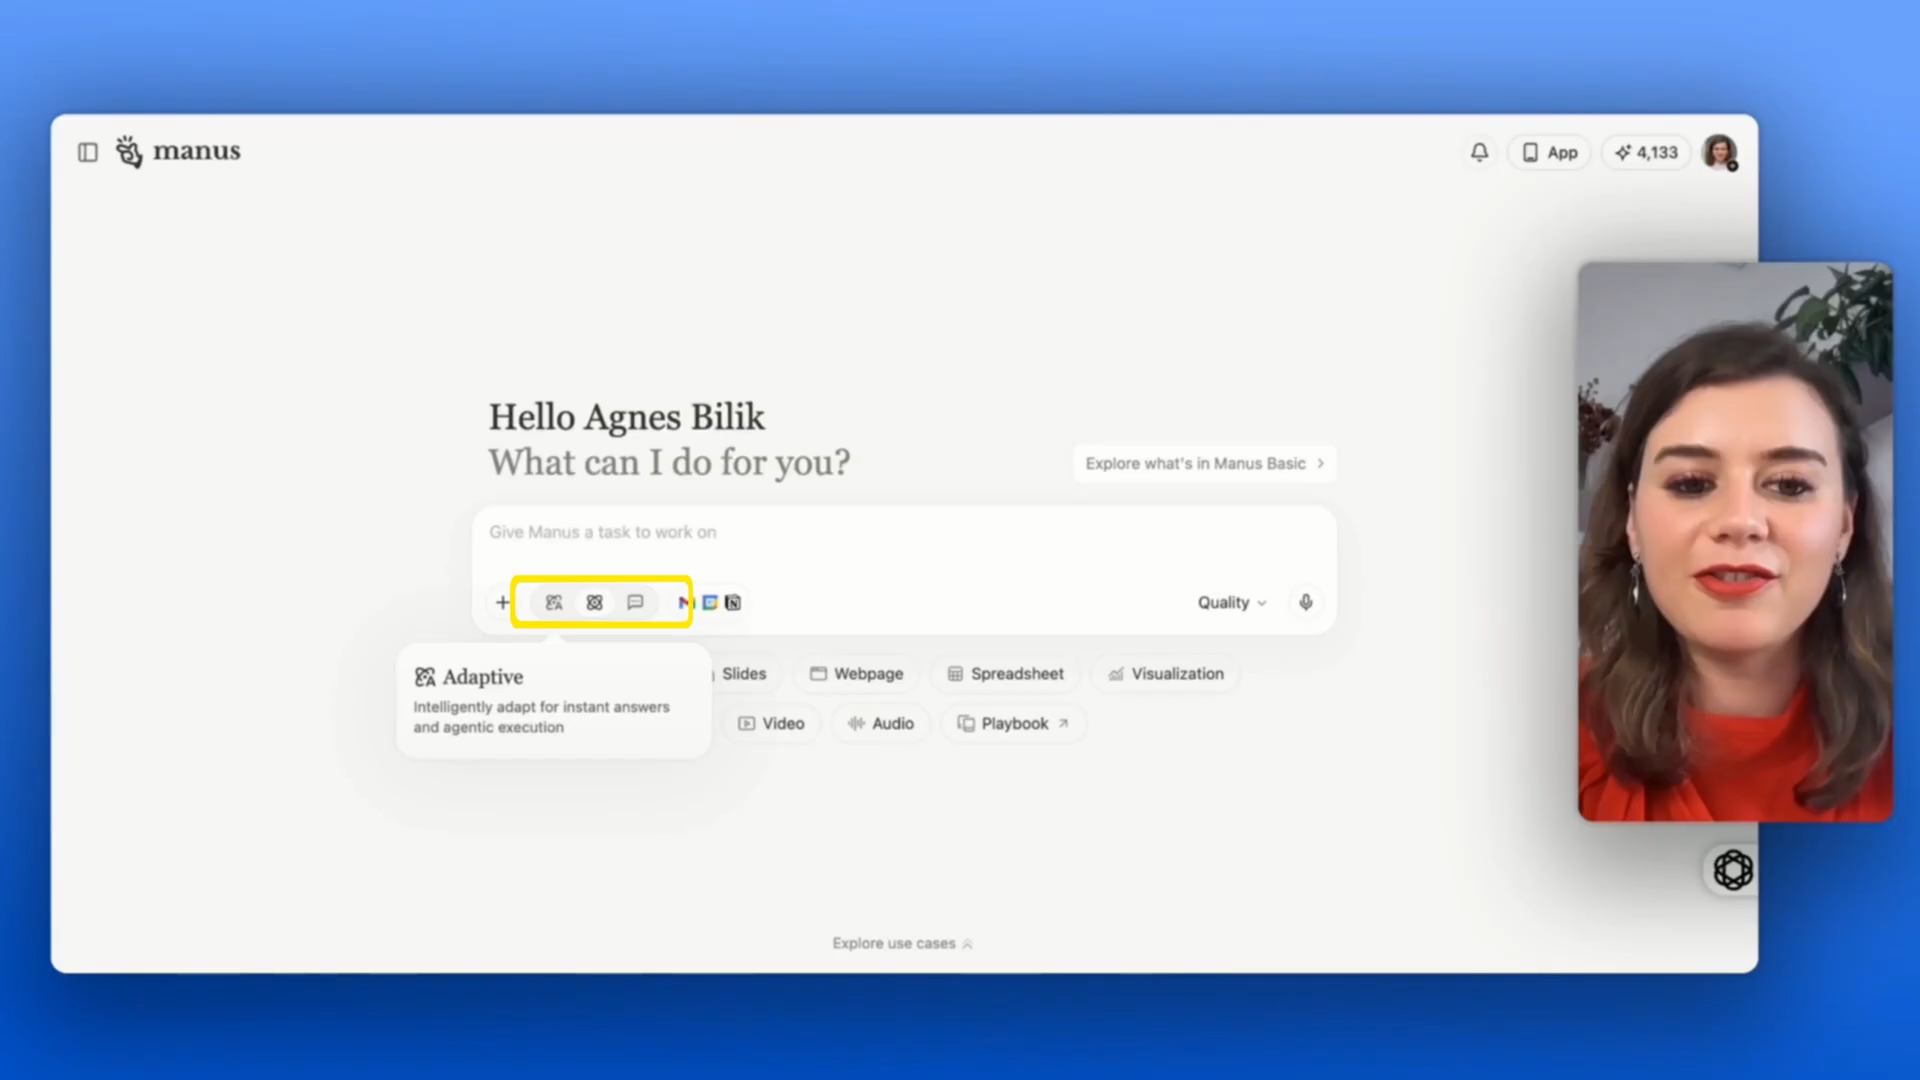 manus
App
4,133
Hello Agnes Bilik
What can I do for you?
Explore what's in Manus Basic
Give Manus a task to work on
Quality
Adaptive
Intelligently adapt for instant answers
and agentic execution
Slides
Webpage
Spreadsheet
Visualization
Video
Audio
Playbook
Explore use cases